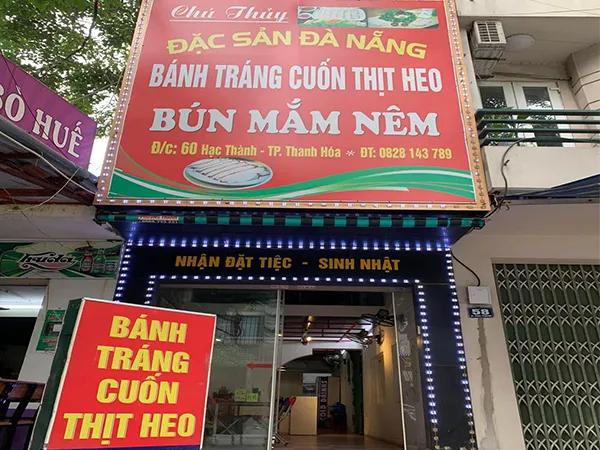 Chú Thủy
ĐẶC SẢN ĐÀ NẴNG
BÁNH TRÁNG CUỐN THỊT HEO
BÚN MẮM NÊM
Đ/c: 60 Hạc Thành - TP. Thanh Hóa * ĐT: 0828 143 789
BÒ HUẾ
NHẬN ĐẶT TIỆC - SINH NHẬT
huda
58
BÁNH
TRÁNG
CUỐN
THỊT HEO